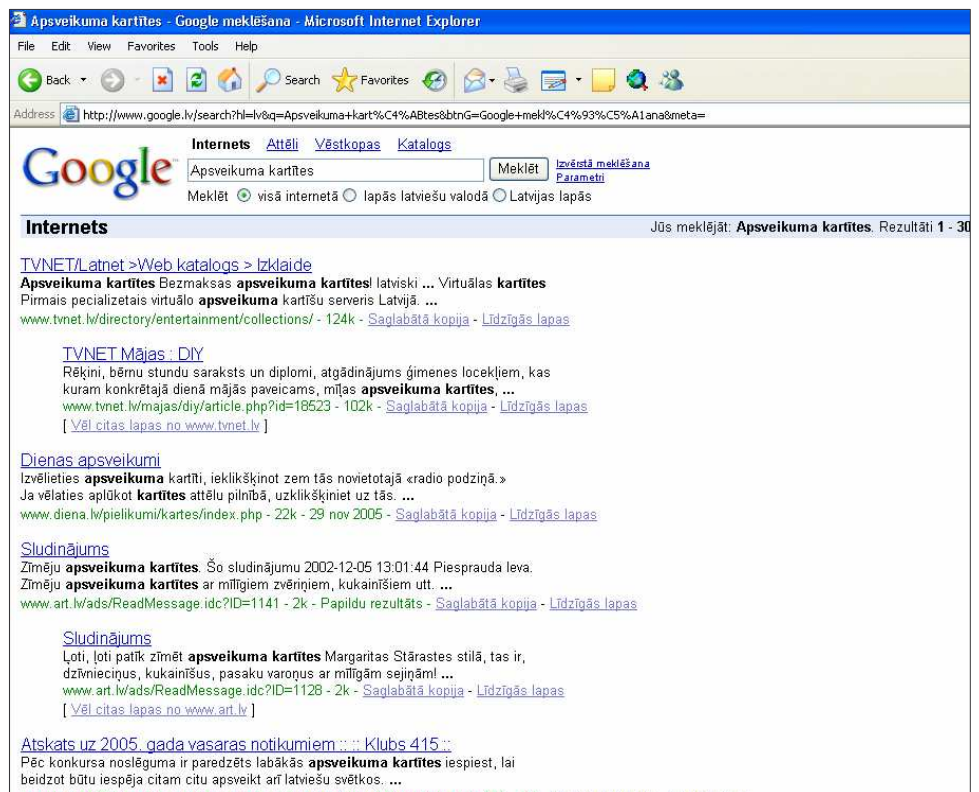 Apsveikuma kartītes - Google meklēšana - Microsoft Internet Explorer
File Edit View Favorites Tools Help
Back Search Favorites
Address http://www.google.lv/search?hl=lv&q=Apsveikuma+kart%C4%ABtes&btnG=Google+mekl%C4%93%C5%A1ana&meta=
Google
Internets Attēli Vēstkopas Katalogs
Apsveikuma kartītes Meklēt Izvērstā meklēšana
Parametri
Meklēt visā internetā lapās latviešu valodā Latvijas lapās
Internets Jūs meklējāt: Apsveikuma kartītes. Rezultāti 1 - 30
TVNET/Latnet >Web katalogs > Izklaide
Apsveikuma kartītes Bezmaksas apsveikuma kartītes! latviski ... Virtuālas kartītes
Pirmais pecializetais virtuālo apsveikuma kartīšu serveris Latvijā. ...
www.tvnet.lv/directory/entertainment/collections/ - 124k - Saglabātā kopija - Līdzīgās lapas
TVNET Mājas : DIY
Rēķini, bērnu stundu saraksts un diplomi, atgādinājums ģimenes locekļiem, kas
kuram konkrētajā dienā mājās paveicams, mīļas apsveikuma kartītes, ...
www.tvnet.lv/majas/diy/article.php?id=18523 - 102k - Saglabātā kopija - Līdzīgās lapas
[ Vēl citas lapas no www.tvnet.lv ]
Dienas apsveikumi
Izvēlieties apsveikuma kartīti, ieklikšķinot zem tās novietotajā «radio podziņā.»
Ja vēlaties aplūkot kartītes attēlu pilnībā, uzklikšķiniet uz tās. ...
www.diena.lv/pielikumi/kartes/index.php - 22k - 29 nov 2005 - Saglabātā kopija - Līdzīgās lapas
Sludinājums
Zīmēju apsveikuma kartītes. Šo sludinājumu 2002-12-05 13:01:44 Piesprauda Ieva.
Zīmēju apsveikuma kartītes ar mīlīgiem zvēriņiem, kukainīšiem utt. ...
www.art.lv/ads/ReadMessage.idc?ID=1141 - 2k - Papildu rezultāts - Saglabātā kopija - Līdzīgās lapas
Sludinājums
Ļoti, ļoti patīk zīmēt apsveikuma kartītes Margaritas Stārastes stilā, tas ir,
dzīvnieciņus, kukainīšus, pasaku varoņus ar mīlīgām sejiņām! ...
www.art.lv/ads/ReadMessage.idc?ID=1128 - 2k - Saglabātā kopija - Līdzīgās lapas
[ Vēl citas lapas no www.art.lv ]
Atskats uz 2005. gada vasaras notikumiem :: :: Klubs 415 ::
Pēc konkursa noslēguma ir paredzēts labākās apsveikuma kartītes iespiest, lai
beidzot būtu iespēja citam citu apsveikt arī latviešu svētkos. ...